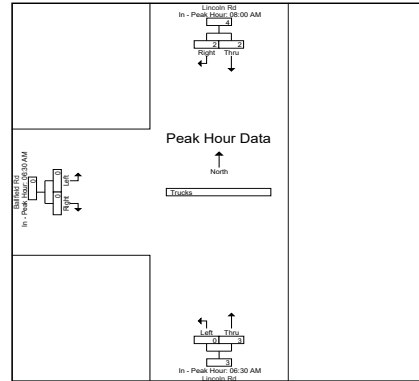 Lincoln Rd
In - Peak Hour: 08:00 AM
4
2 2
Right Thru
Peak Hour Data
North
Trucks
Ballfield Rd
In - Peak Hour: 06:30 AM
0
0 0
Right Left
Left Thru
0 3
3
In - Peak Hour: 06:30 AM
Lincoln Rd